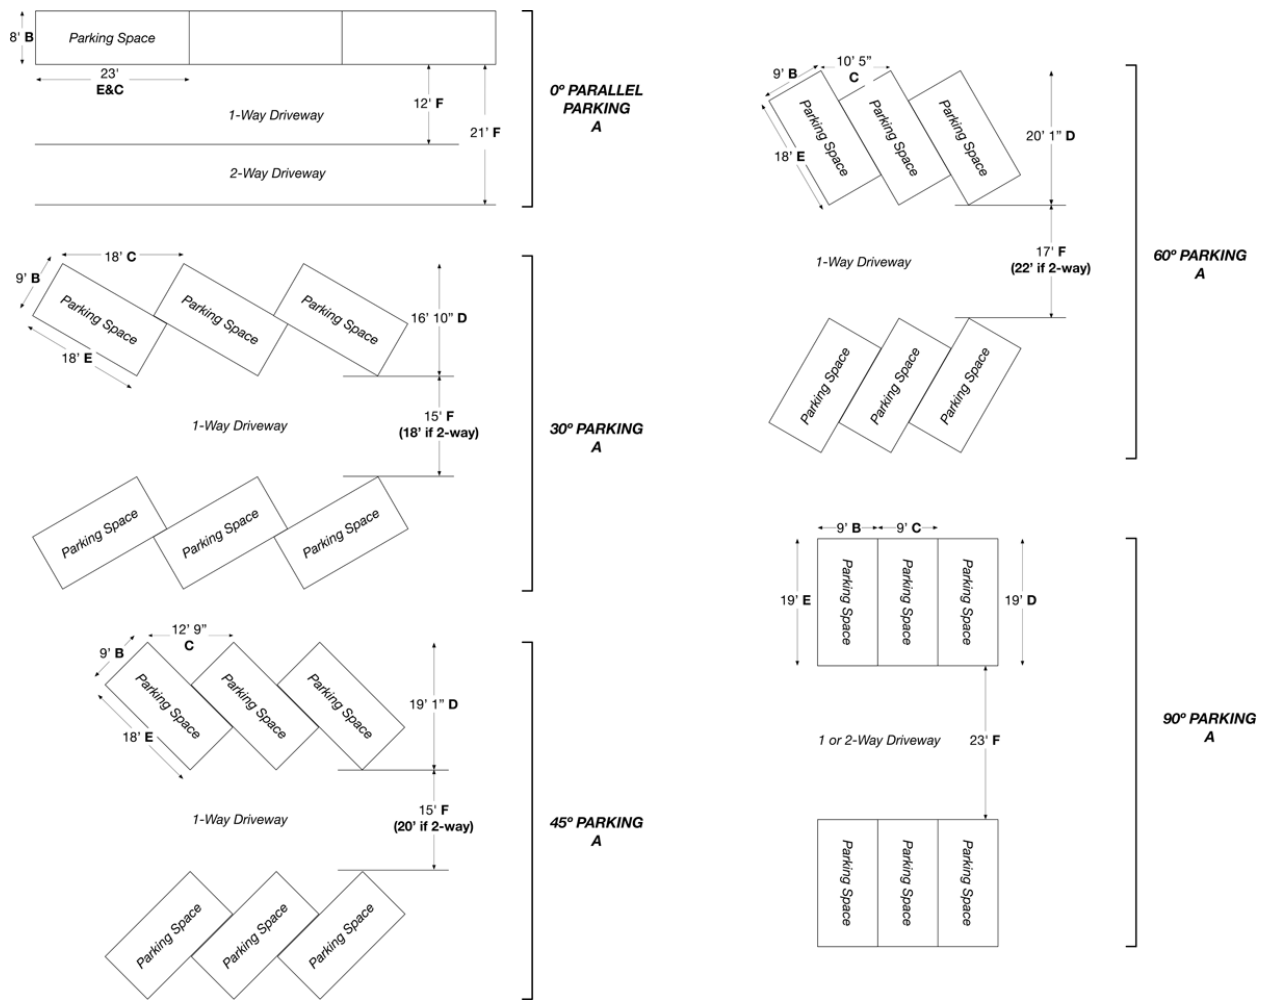 8' B
Parking Space
23'
E&C
12' F
1-Way Driveway
21' F
2-Way Driveway
0º PARALLEL
PARKING
A
18' C
9' B
Parking Space
Parking Space
Parking Space
16' 10” D
18' E
1-Way Driveway
15' F
(18' if 2-way)
30º PARKING
A
Parking Space
Parking Space
Parking Space
12' 9”
C
9' B
Parking Space
Parking Space
Parking Space
19' 1” D
18' E
1-Way Driveway
15' F
(20' if 2-way)
45º PARKING
A
Parking Space
Parking Space
Parking Space
10' 5”
C
9' B
Parking Space
Parking Space
Parking Space
20' 1” D
18' E
1-Way Driveway
17' F
(22' if 2-way)
60º PARKING
A
Parking Space
Parking Space
Parking Space
9' B
9' C
19' E
Parking Space
Parking Space
Parking Space
19' D
1 or 2-Way Driveway
23' F
90º PARKING
A
Parking Space
Parking Space
Parking Space